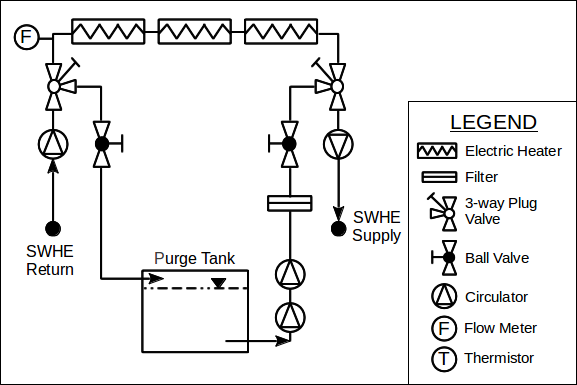 F
SWHE
Return
Purge Tank
SWHE
Supply
LEGEND
Electric Heater
Filter
3-way Plug
Valve
Ball Valve
Circulator
F Flow Meter
T Thermistor